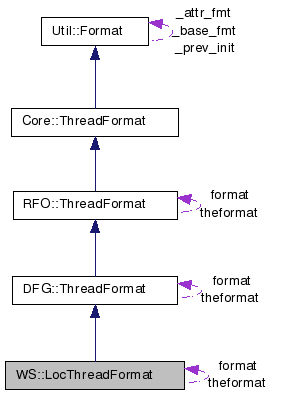 _attr_fmt
Util::Format
_base_fmt
_prev_init
Core::ThreadFormat
RFO::ThreadFormat
format
theformat
DFG::ThreadFormat
format
theformat
WS::LocThreadFormat
format
theformat